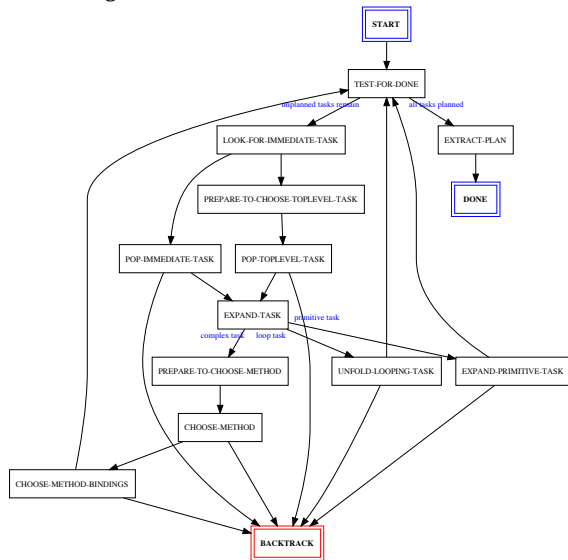 START
TEST-FOR-DONE
unplanned tasks remain
all tasks planned
LOOK-FOR-IMMEDIATE-TASK
EXTRACT-PLAN
PREPARE-TO-CHOOSE-TOPLEVEL-TASK
DONE
POP-IMMEDIATE-TASK
POP-TOPLEVEL-TASK
EXPAND-TASK
primitive task
complex task
loop task
PREPARE-TO-CHOOSE-METHOD
UNFOLD-LOOPING-TASK
EXPAND-PRIMITIVE-TASK
CHOOSE-METHOD
CHOOSE-METHOD-BINDINGS
BACKTRACK